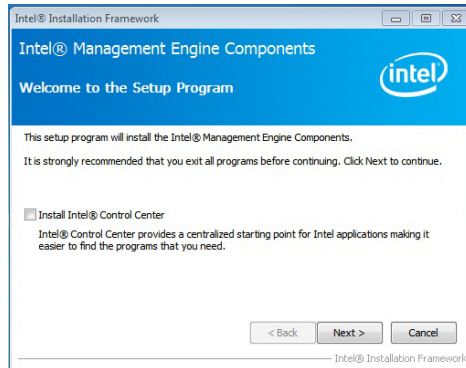 Intel® Installation Framework
Intel® Management Engine Components
intel
Welcome to the Setup Program
This setup program will install the Intel® Management Engine Components.
It is strongly recommended that you exit all programs before continuing. Click Next to continue.
Install Intel® Control Center
Intel® Control Center provides a centralized starting point for Intel applications making it
easier to find the programs that you need.
< Back Next > Cancel
Intel® Installation Framework